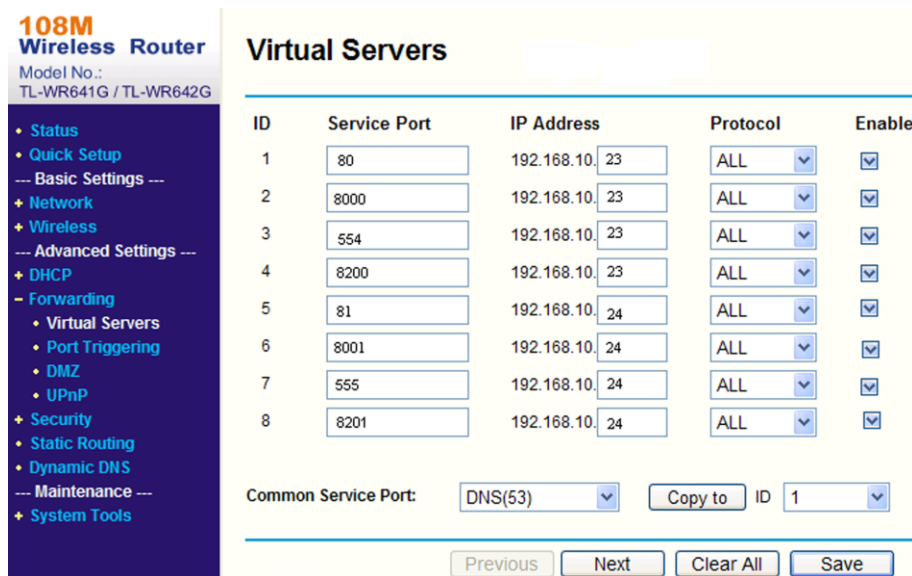 108M
Wireless Router
Model No.:
TL-WR641G / TL-WR642G
• Status
• Quick Setup
--- Basic Settings ---
+ Network
+ Wireless
--- Advanced Settings ---
+ DHCP
– Forwarding
• Virtual Servers
• Port Triggering
• DMZ
• UPnP
+ Security
• Static Routing
• Dynamic DNS
--- Maintenance ---
+ System Tools
Virtual Servers
ID Service Port IP Address Protocol Enable
1 80 192.168.10. 23 ALL
2 8000 192.168.10. 23 ALL
3 554 192.168.10. 23 ALL
4 8200 192.168.10. 23 ALL
5 81 192.168.10. 24 ALL
6 8001 192.168.10. 24 ALL
7 555 192.168.10. 24 ALL
8 8201 192.168.10. 24 ALL
Common Service Port: DNS(53) Copy to ID 1
Previous Next Clear All Save